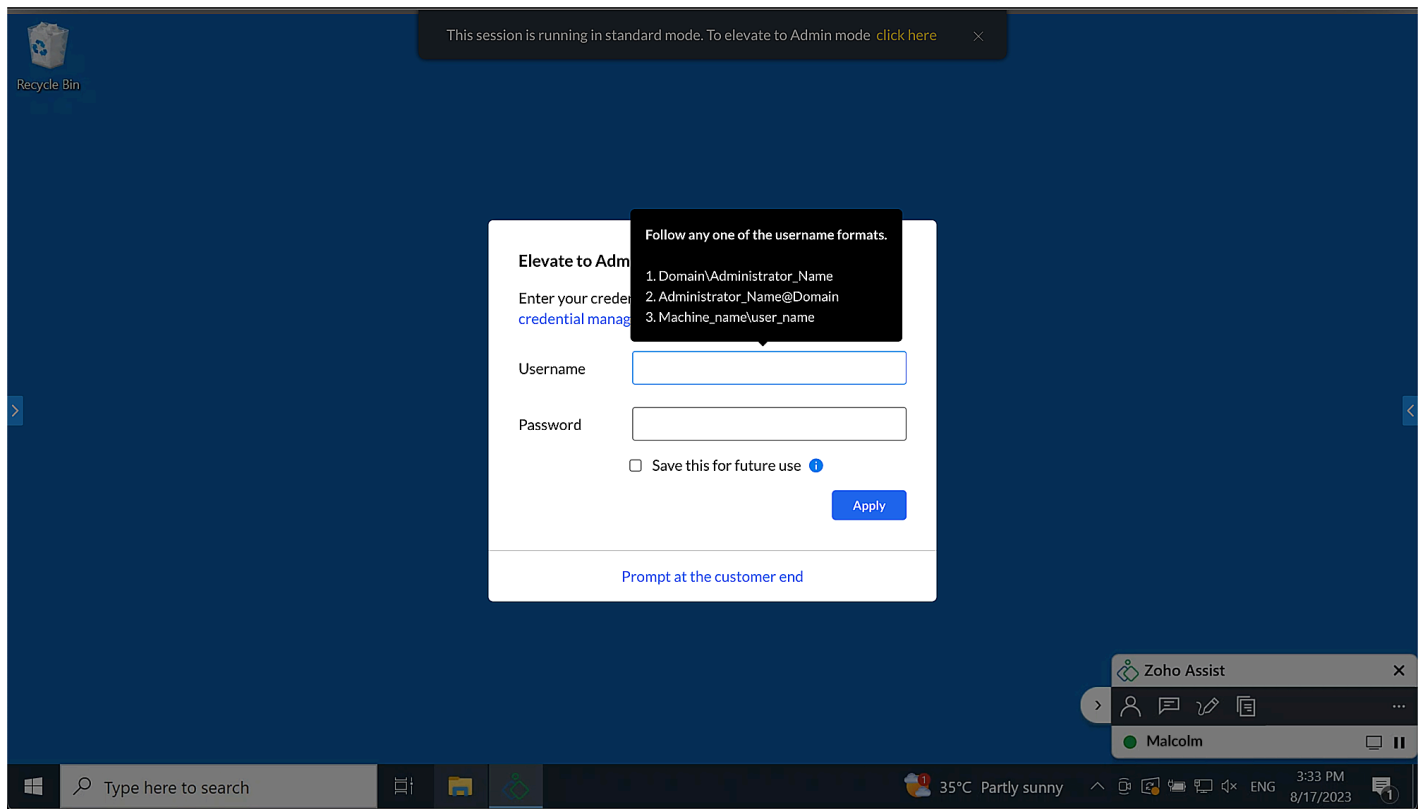 This session is running in standard mode. To elevate to Admin mode click here
Recycle Bin
Follow any one of the username formats.
1. Domain\Administrator_Name
2. Administrator_Name@Domain
3. Machine_name\user_name
Elevate to Adm
Enter your creder
credential manag
Username
Password
Save this for future use
Apply
Prompt at the customer end
Zoho Assist
Malcolm
Type here to search
1
35°C Partly sunny
ENG
3:33 PM
8/17/2023
1